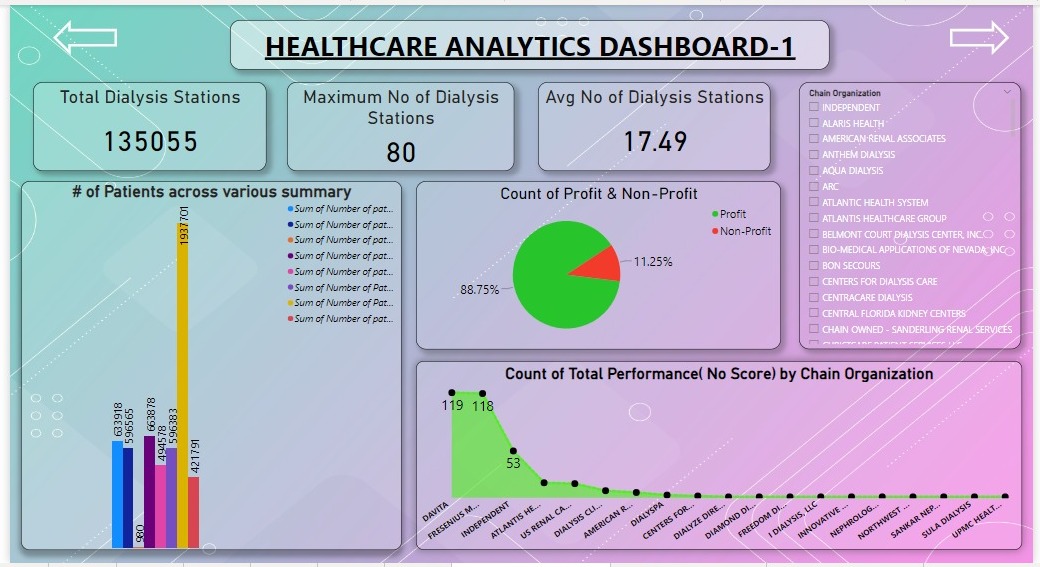 HEALTHCARE ANALYTICS DASHBOARD-1
Total Dialysis Stations
135055
Maximum No of Dialysis
Stations
80
Avg No of Dialysis Stations
17.49
Chain Organization
INDEPENDENT
ALARIS HEALTH
AMERICAN RENAL ASSOCIATES
ANTHEM DIALYSIS
AQUA DIALYSIS
ARC
ATLANTIC HEALTH SYSTEM
ATLANTIS HEALTHCARE GROUP
BELMONT COURT DIALYSIS CENTER, INC.
BIO-MEDICAL APPLICATIONS OF NEVADA, INC
BON SECOURS
CENTERS FOR DIALYSIS CARE
CENTRACARE DIALYSIS
CENTRAL FLORIDA KIDNEY CENTERS
CHAIN OWNED - SANDERLING RENAL SERVICES
# of Patients across various summary
Sum of Number of pat...
Sum of Number of pat...
Sum of Number of pat...
Sum of Number of pat...
Sum of Number of pat...
Sum of Number of pat...
Sum of Number of pat...
Sum of Number of pat...
633918
596565
980
663878
494578
596383
1937701
421791
Count of Profit & Non-Profit
Profit
Non-Profit
11.25%
88.75%
Count of Total Performance( No Score) by Chain Organization
119
118
53
DAVITA
FRESENIUS M...
INDEPENDENT
ATLANTIS HE...
US RENAL CA...
DIALYSIS CLI...
AMERICAN R...
DIALYSPA
CENTERS FOR...
DIALYZE DIRE...
DIAMOND DI...
FREEDOM DI...
I DIALYSIS, LLC
INNOVATIVE ...
NEPHROLOG...
NORTHWEST ...
SANKAR NEP...
SULA DIALYSIS
UPMC HEALT...